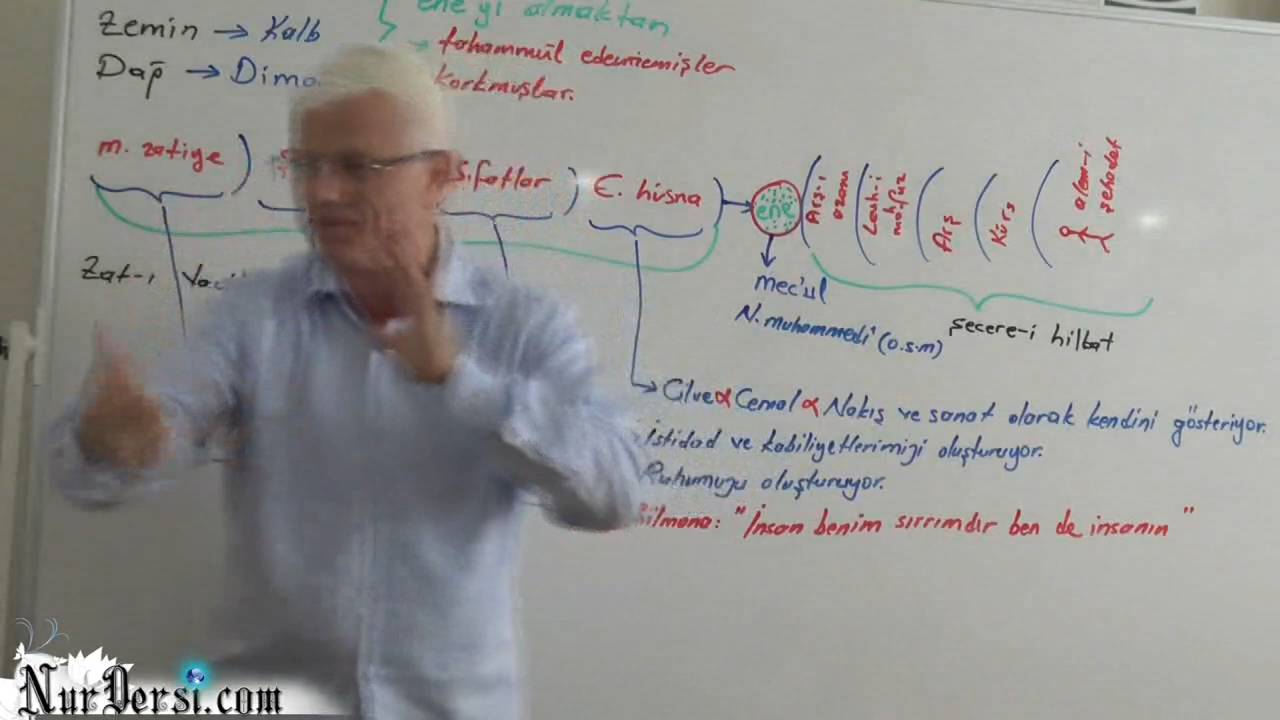 ene'yi almaktan
Zemin → Kalb
→ tahammül edememişler
Dağ → Dima
korkmuşlar.
m. zatiye ) Sıfatlar ) E. hüsna ) → ene ( Arş-ı azam ( Levh-i mahfuz ( Arş ( Kürs ( alem-i şehadet
Zat-ı Vaci
mec'ul
N. muhammedi (a.s.m)
şecere-i hilkat
Cilve α Cemal α Nakış ve sanat olarak kendini gösteriyor.
İstidad ve kabiliyetlerimizi oluşturuyor.
Ruhumuzu oluşturuyor.
Bilmana: "İnsan benim sırrımdır ben de insanın"
NurDersi.com